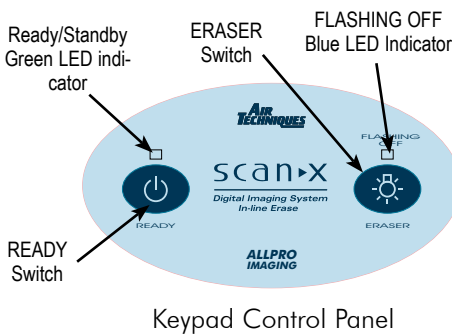 Ready/Standby
Green LED indi-
cator
ERASER
Switch
FLASHING OFF
Blue LED Indicator
AIR
TECHNIQUES
FLASHING
OFF
scan▸x
Digital Imaging System
In-line Erase
READY
ERASER
READY
Switch
ALLPRO
IMAGING
Keypad Control Panel